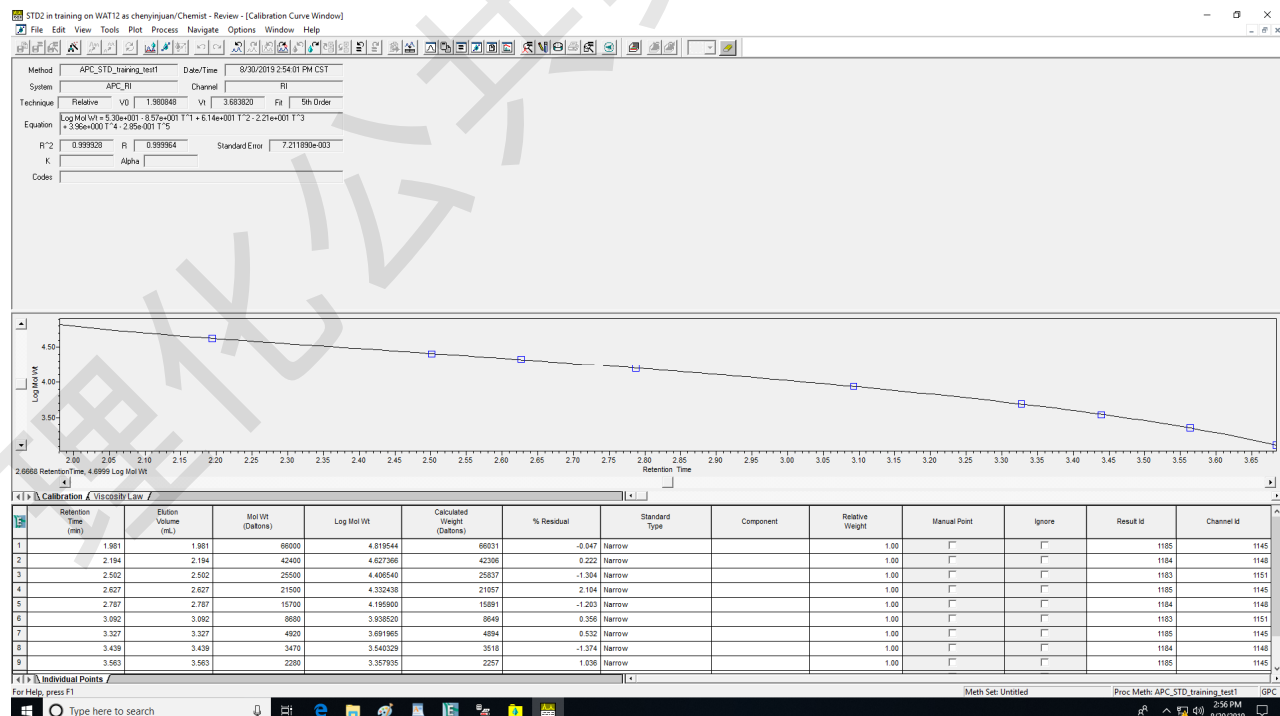 STD2 in training on WAT12 as chenyinjuan/Chemist - Review - [Calibration Curve Window]
File Edit View Tools Plot Process Navigate Options Window Help
Method APC_STD_training_test1 Date/Time 8/30/2019 2:54:01 PM CST
System APC_RI Channel RI
Technique Relative V0 1.980848 Vt 3.683820 Fit 5th Order
Equation Log Mol Wt = 5.30e+001 - 8.57e+001 T^1 + 6.14e+001 T^2 - 2.21e+001 T^3
+ 3.96e+000 T^4 - 2.85e-001 T^5
R^2 0.999928 R 0.999964 Standard Error 7.211890e-003
K Alpha
Codes
Log Mol Wt
4.50
4.00
3.50
2.00 2.05 2.10 2.15 2.20 2.25 2.30 2.35 2.40 2.45 2.50 2.55 2.60 2.65 2.70 2.75 2.80 2.85 2.90 2.95 3.00 3.05 3.10 3.15 3.20 3.25 3.30 3.35 3.40 3.45 3.50 3.55 3.60 3.65
2.6668 RetentionTime, 4.6999 Log Mol Wt
Retention Time
Calibration Viscosity Law
Retention Time (min) Elution Volume (mL) Mol Wt (Daltons) Log Mol Wt Calculated Weight (Daltons) % Residual Standard Type Component Relative Weight Manual Point Ignore Result Id Channel Id
1 1.981 1.981 66000 4.819544 66031 -0.047 Narrow 1.00 1185 1145
2 2.194 2.194 42400 4.627366 42306 0.222 Narrow 1.00 1184 1148
3 2.502 2.502 25500 4.406540 25837 -1.304 Narrow 1.00 1183 1151
4 2.627 2.627 21500 4.332438 21057 2.104 Narrow 1.00 1185 1145
5 2.787 2.787 15700 4.195900 15891 -1.203 Narrow 1.00 1184 1148
6 3.092 3.092 8680 3.938520 8649 0.356 Narrow 1.00 1183 1151
7 3.327 3.327 4920 3.691965 4894 0.532 Narrow 1.00 1185 1145
8 3.439 3.439 3470 3.540329 3518 -1.374 Narrow 1.00 1184 1148
9 3.563 3.563 2280 3.357935 2257 1.036 Narrow 1.00 1185 1145
Individual Points
For Help, press F1
Meth Set: Untitled Proc Meth: APC_STD_training_test1 GPC
Type here to search
2:56 PM
8/30/2019
理化公共